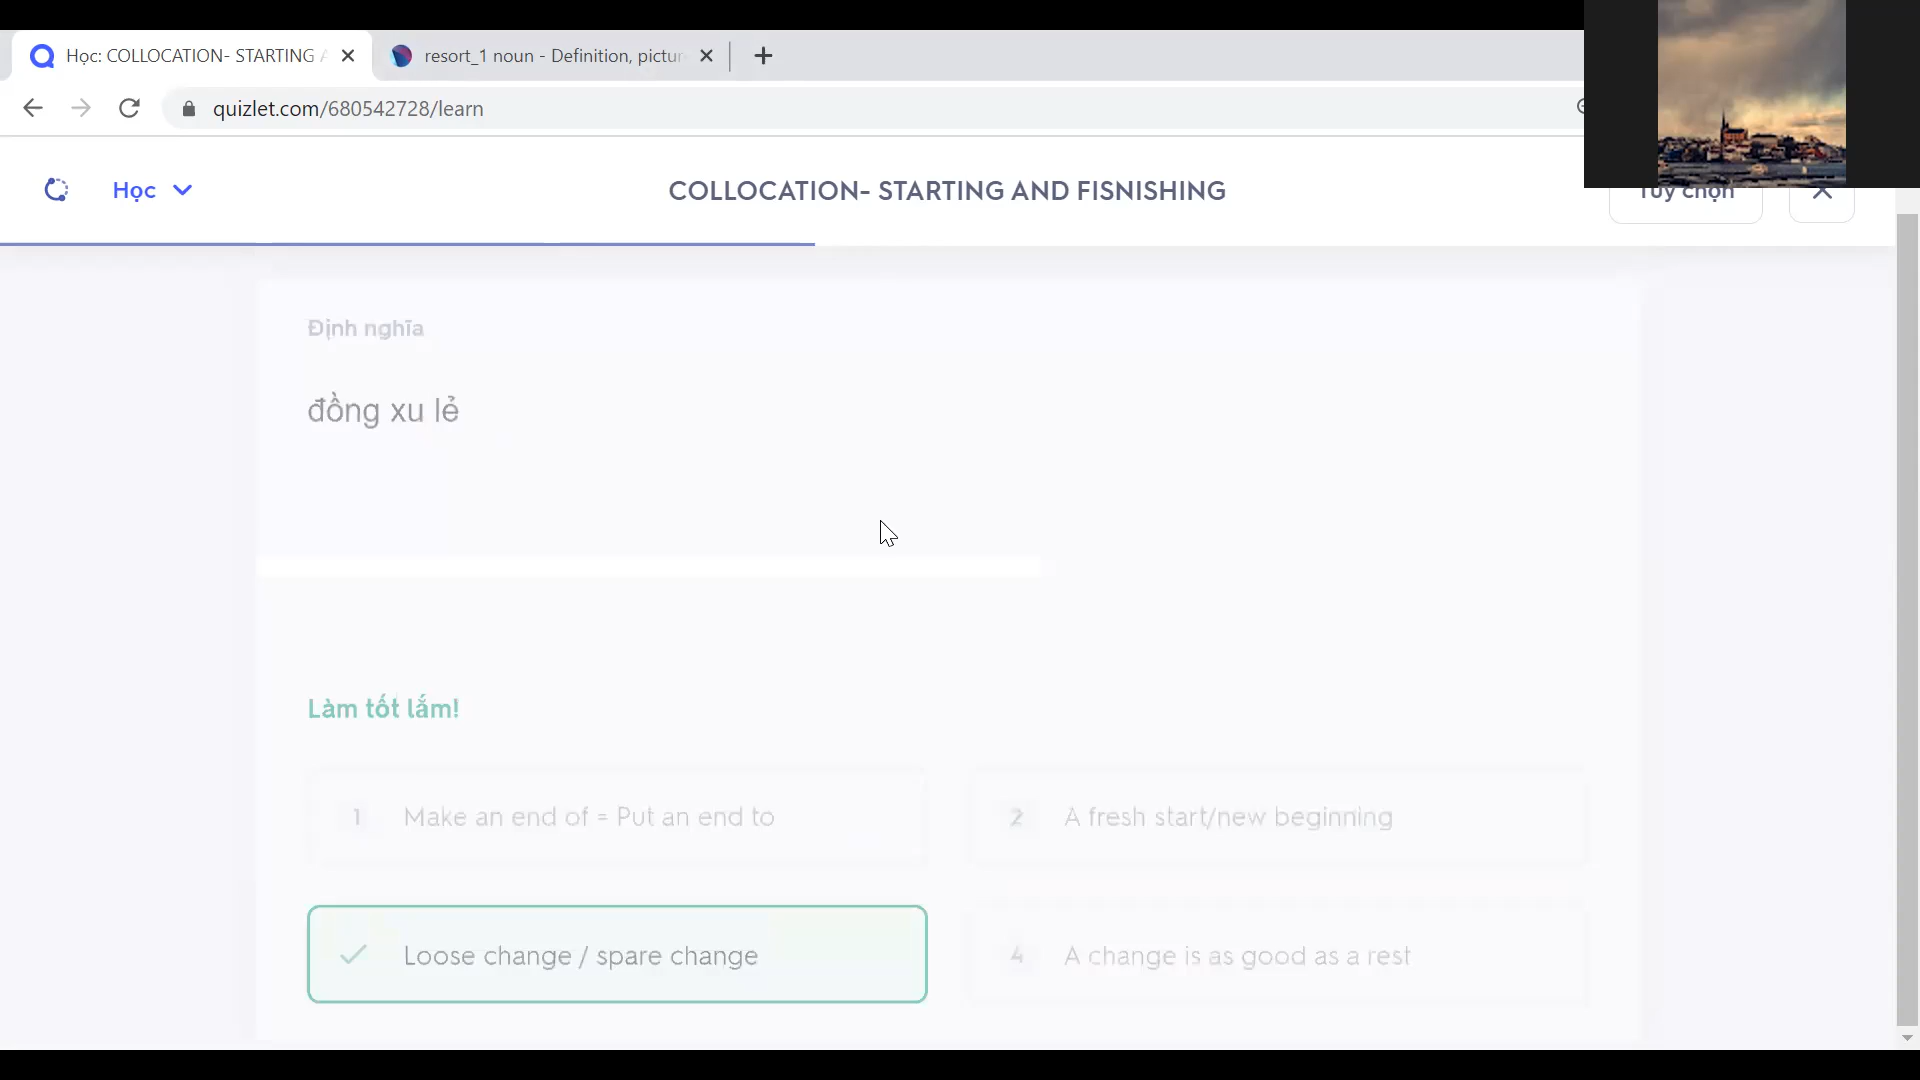 Học: COLLOCATION- STARTING
resort_1 noun - Definition, pictur
quizlet.com/680542728/learn
Học
COLLOCATION- STARTING AND FISNISHING
Tuỳ chọn
Định nghĩa
đồng xu lẻ
Làm tốt lắm!
1 Make an end of = Put an end to
2 A fresh start/new beginning
Loose change / spare change
4 A change is as good as a rest